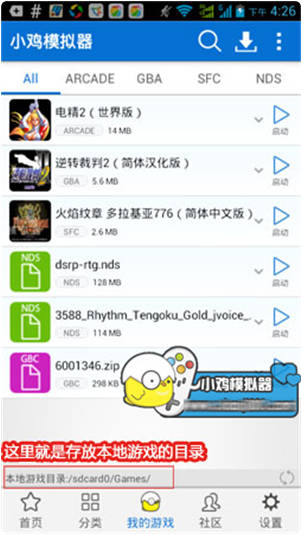 下午 4:26
小鸡模拟器
All ARCADE GBA SFC NDS
电精2（世界版）
ARCADE 14 MB
启动
逆转裁判2（简体汉化版）
GBA 5.6 MB
启动
火焰纹章 多拉基亚776（简体中文版）
SFC 2.6 MB
启动
NDS
dsrp-rtg.nds
NDS 128 MB
启动
NDS
3588_Rhythm_Tengoku_Gold_jvoice_..
NDS 114 MB
启动
GBC
6001346.zip
GBC 298 KB
小鸡模拟器
这里就是存放本地游戏的目录
本地游戏目录:/sdcard0/Games/
首页 分类 我的游戏 社区 设置